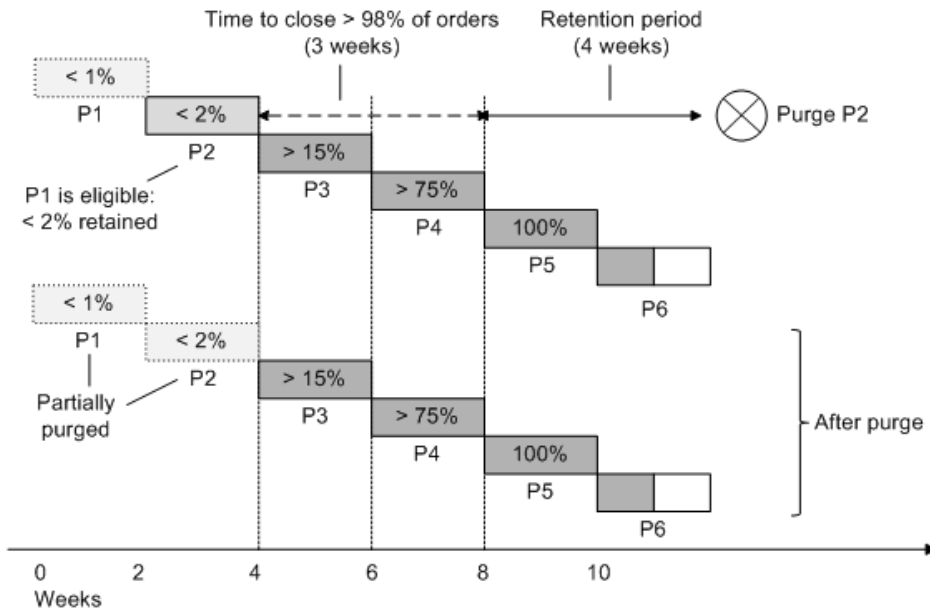 Time to close > 98% of orders
(3 weeks)
Retention period
(4 weeks)
< 1%
P1
< 2%
P2
Purge P2
> 15%
P3
P1 is eligible:
< 2% retained
> 75%
P4
100%
P5
P6
< 1%
P1
< 2%
P2
Partially
purged
> 15%
P3
> 75%
P4
After purge
100%
P5
P6
0 2 4 6 8 10
Weeks